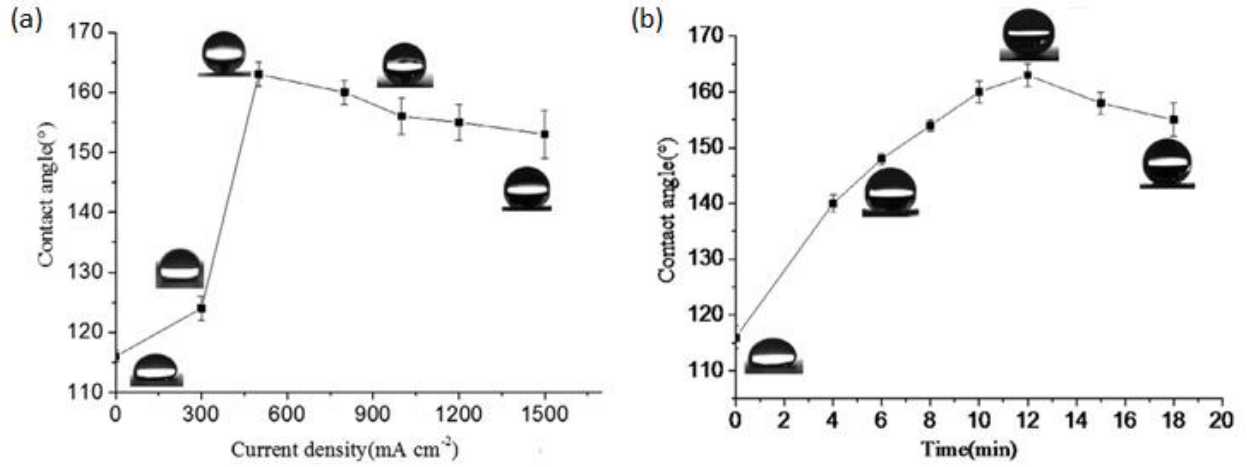 (a)
170
160
150
140
130
120
110
Contact angle(°)
0 300 600 900 1200 1500
Current density(mA cm-2)
(b)
170
160
150
140
130
120
110
Contact angle(°)
0 2 4 6 8 10 12 14 16 18 20
Time(min)